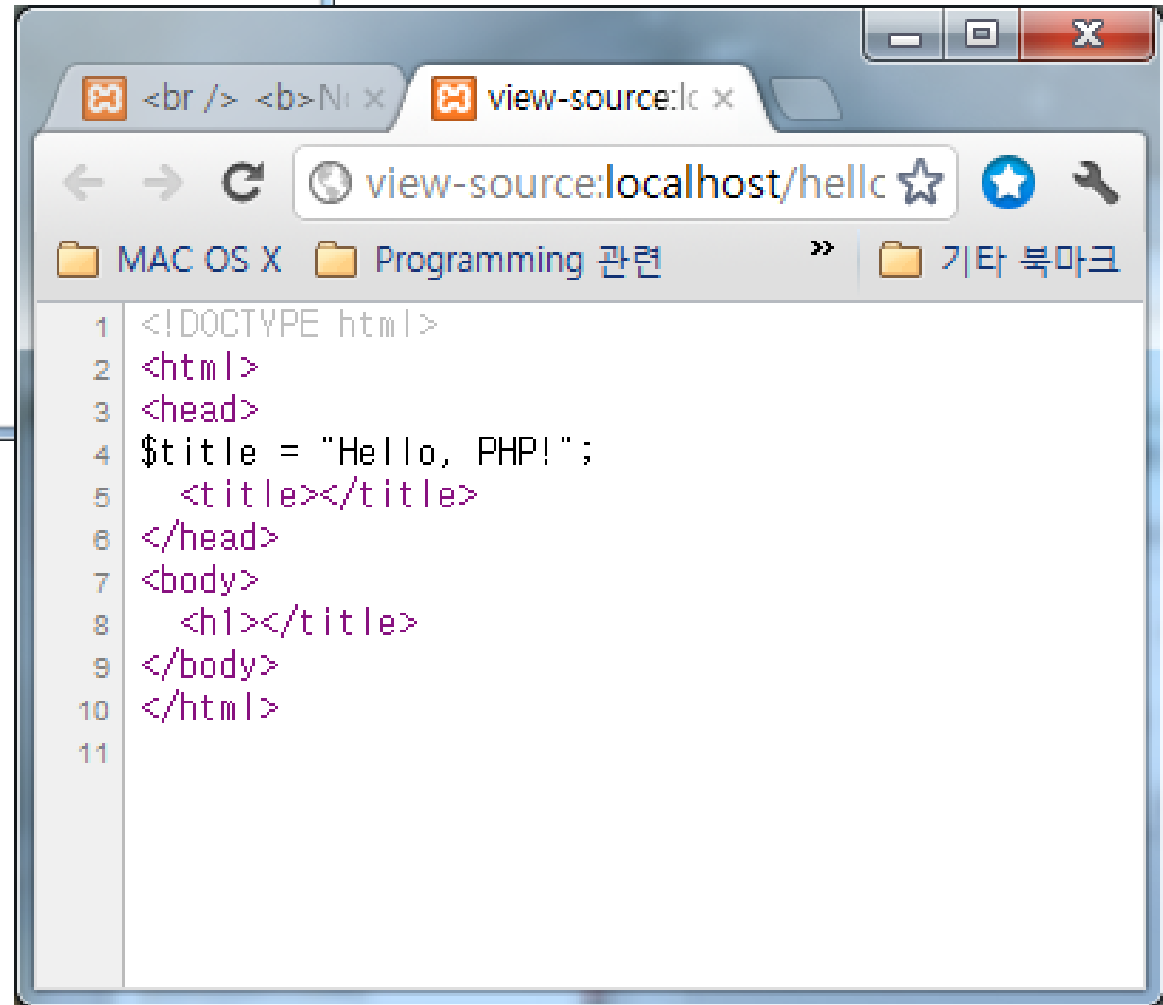 <br /> <b>N
view-source:lc
view-source:localhost/hello
MAC OS X
Programming 관련
»
기타 북마크
1 <!DOCTYPE html>
2 <html>
3 <head>
4 $title = "Hello, PHP!";
5 <title></title>
6 </head>
7 <body>
8 <h1></title>
9 </body>
10 </html>
11